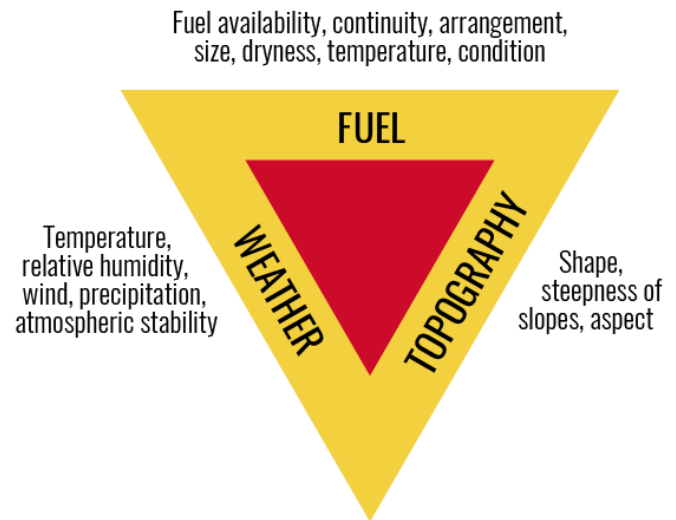 Fuel availability, continuity, arrangement,
size, dryness, temperature, condition
FUEL
WEATHER
TOPOGRAPHY
Temperature,
relative humidity,
wind, precipitation,
atmospheric stability
Shape,
steepness of
slopes, aspect